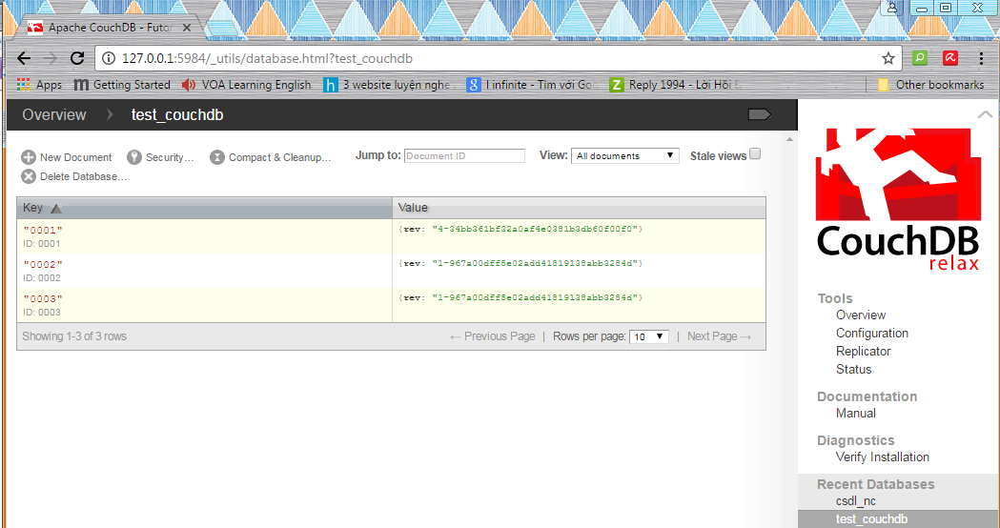 Apache CouchDB - Futon
127.0.0.1:5984/_utils/database.html?test_couchdb
Apps Getting Started VOA Learning English 3 website luyện nghe I infinite - Tìm với Goo Reply 1994 - Lời Hồi Other bookmarks
Overview test_couchdb
New Document Security... Compact & Cleanup... Jump to: Document ID View: All documents Stale views
Delete Database...
Key Value
"0001" {rev: "4-34bb361bf32a0af4e0381b3db60f00f0"}
ID: 0001
"0002" {rev: "1-967a00dff5e02add41819138abb3284d"}
ID: 0002
"0003" {rev: "1-967a00dff5e02add41819138abb3284d"}
ID: 0003
Showing 1-3 of 3 rows ← Previous Page | Rows per page: 10 | Next Page →
CouchDB
relax
Tools
Overview
Configuration
Replicator
Status
Documentation
Manual
Diagnostics
Verify Installation
Recent Databases
csdl_nc
test_couchdb